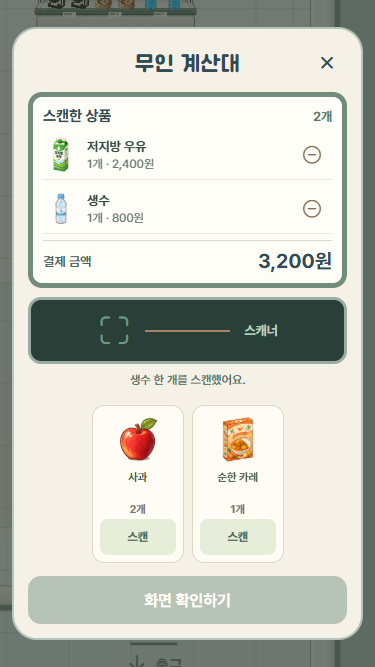 무인 계산대
스캔한 상품
2개
저지방 우유
1개 · 2,400원
생수
1개 · 800원
결제 금액
3,200원
스캐너
생수 한 개를 스캔했어요.
사과
순한 카레
2개
1개
스캔
스캔
화면 확인하기
출구